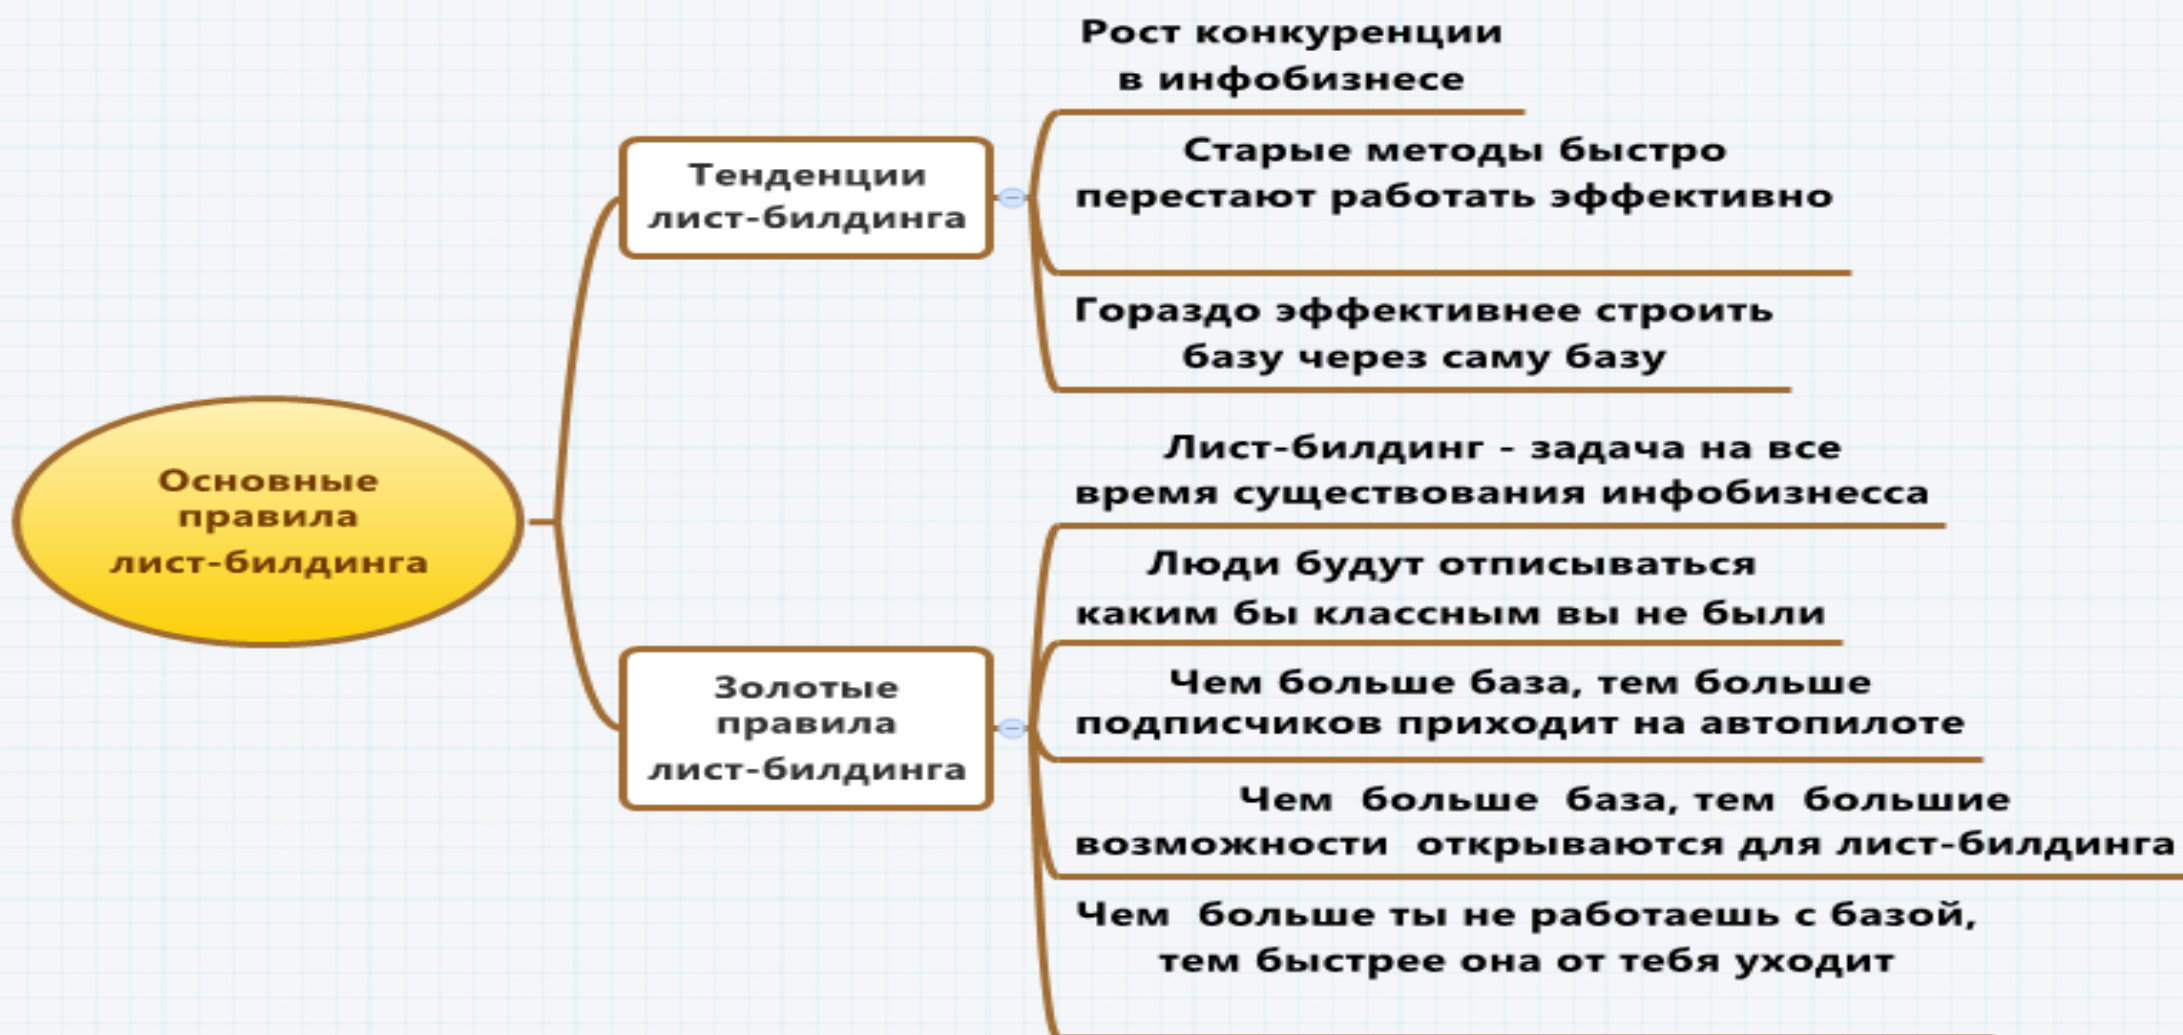 Основные
правила
лист-билдинга
Тенденции
лист-билдинга
Рост конкуренции
в инфобизнесе
Старые методы быстро
перестают работать эффективно
Гораздо эффективнее строить
базу через саму базу
Золотые
правила
лист-билдинга
Лист-билдинг - задача на все
время существования инфобизнесса
Люди будут отписываться
каким бы классным вы не были
Чем больше база, тем больше
подписчиков приходит на автопилоте
Чем больше база, тем большие
возможности открываются для лист-билдинга
Чем больше ты не работаешь с базой,
тем быстрее она от тебя уходит